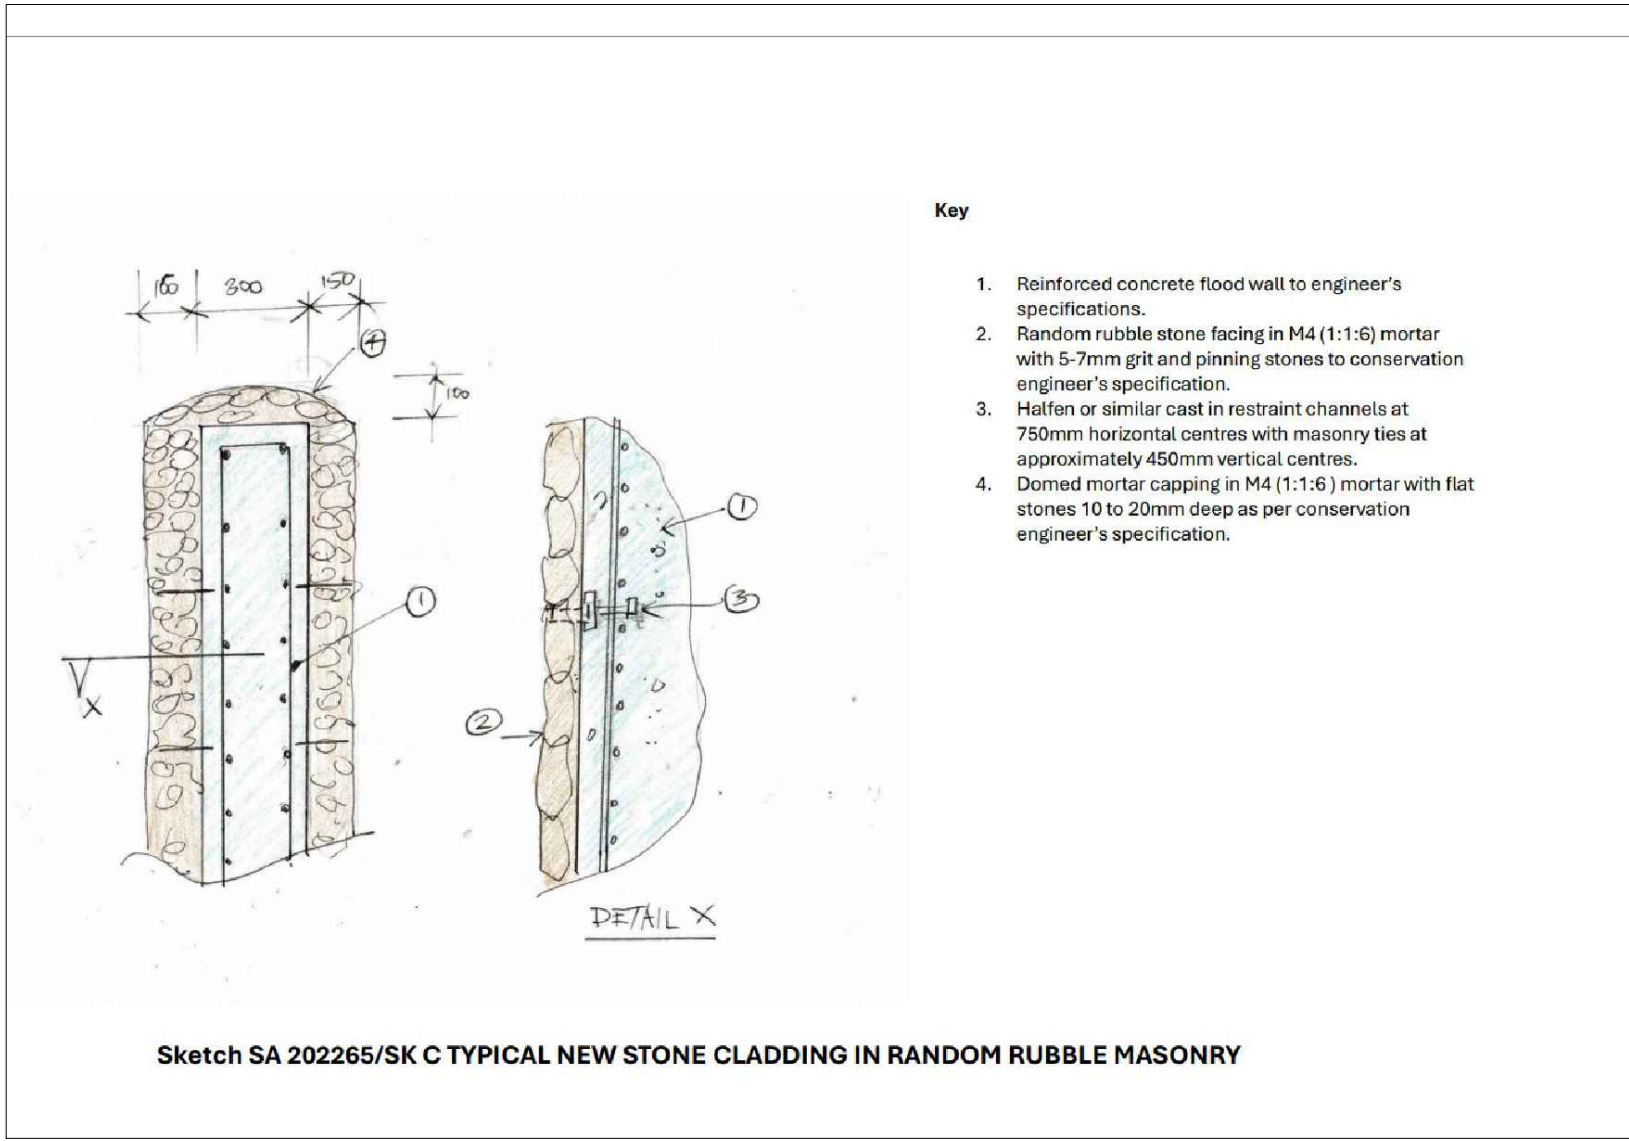 Key
1. Reinforced concrete flood wall to engineer's
specifications.
2. Random rubble stone facing in M4 (1:1:6) mortar
with 5-7mm grit and pinning stones to conservation
engineer's specification.
3. Halfen or similar cast in restraint channels at
750mm horizontal centres with masonry ties at
approximately 450mm vertical centres.
4. Domed mortar capping in M4 (1:1:6 ) mortar with flat
stones 10 to 20mm deep as per conservation
engineer's specification.
300 150
4
100
1
X
1
3
2
DETAIL X
Sketch SA 202265/SK C TYPICAL NEW STONE CLADDING IN RANDOM RUBBLE MASONRY